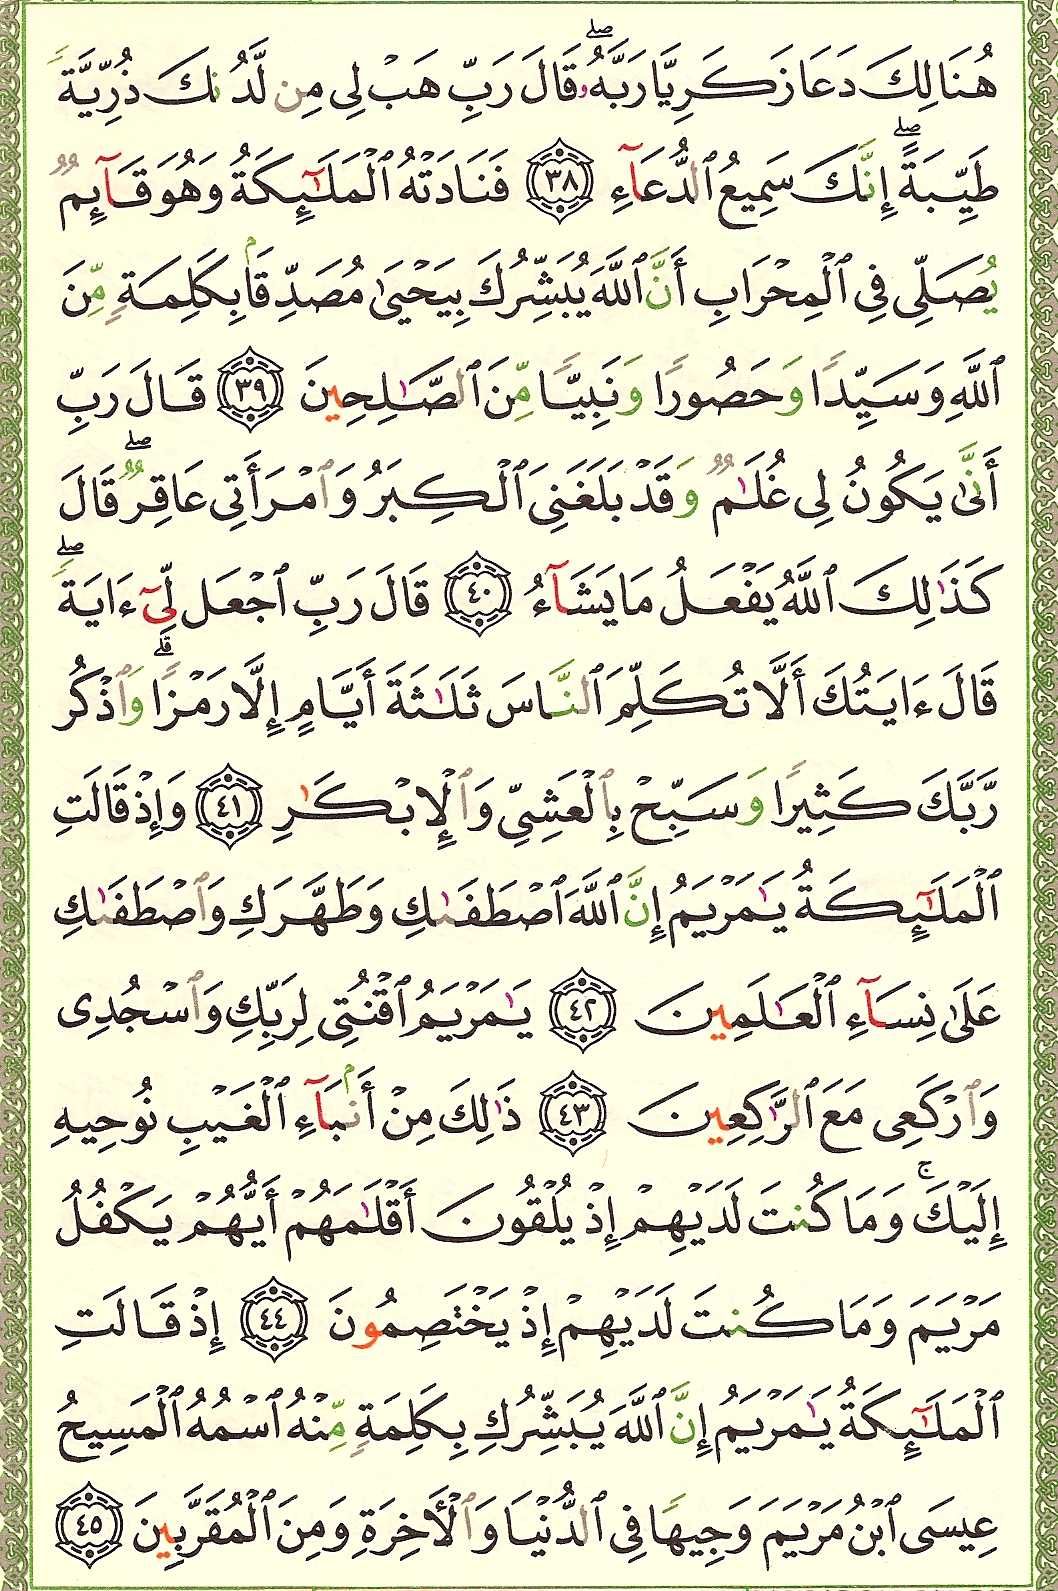 هُنَالِكَ دَعَا زَكَرِيَّا رَبَّهُۥۖ قَالَ رَبِّ هَبْ لِى مِن لَّدُنكَ ذُرِّيَّةً
طَيِّبَةًۖ إِنَّكَ سَمِيعُ ٱلدُّعَآءِ ﴿٣٨﴾ فَنَادَتْهُ ٱلْمَلَٰٓئِكَةُ وَهُوَ قَآئِمٌ
يُصَلِّى فِى ٱلْمِحْرَابِ أَنَّ ٱللَّهَ يُبَشِّرُكَ بِيَحْيَىٰ مُصَدِّقًۢا بِكَلِمَةٍ مِّنَ
ٱللَّهِ وَسَيِّدًا وَحَصُورًا وَنَبِيًّا مِّنَ ٱلصَّٰلِحِينَ ﴿٣٩﴾ قَالَ رَبِّ
أَنَّىٰ يَكُونُ لِى غُلَٰمٌ وَقَدْ بَلَغَنِىَ ٱلْكِبَرُ وَٱمْرَأَتِى عَاقِرٌۖ قَالَ
كَذَٰلِكَ ٱللَّهُ يَفْعَلُ مَا يَشَآءُ ﴿٤٠﴾ قَالَ رَبِّ ٱجْعَل لِّىٓ ءَايَةًۖ
قَالَ ءَايَتُكَ أَلَّا تُكَلِّمَ ٱلنَّاسَ ثَلَٰثَةَ أَيَّامٍ إِلَّا رَمْزًاۗ وَٱذْكُر
رَّبَّكَ كَثِيرًا وَسَبِّحْ بِٱلْعَشِىِّ وَٱلْإِبْكَٰرِ ﴿٤١﴾ وَإِذْ قَالَتِ
ٱلْمَلَٰٓئِكَةُ يَٰمَرْيَمُ إِنَّ ٱللَّهَ ٱصْطَفَىٰكِ وَطَهَّرَكِ وَٱصْطَفَىٰكِ
عَلَىٰ نِسَآءِ ٱلْعَٰلَمِينَ ﴿٤٢﴾ يَٰمَرْيَمُ ٱقْنُتِى لِرَبِّكِ وَٱسْجُدِى
وَٱرْكَعِى مَعَ ٱلرَّٰكِعِينَ ﴿٤٣﴾ ذَٰلِكَ مِنْ أَنۢبَآءِ ٱلْغَيْبِ نُوحِيهِ
إِلَيْكَۚ وَمَا كُنتَ لَدَيْهِمْ إِذْ يُلْقُونَ أَقْلَٰمَهُمْ أَيُّهُمْ يَكْفُلُ
مَرْيَمَ وَمَا كُنتَ لَدَيْهِمْ إِذْ يَخْتَصِمُونَ ﴿٤٤﴾ إِذْ قَالَتِ
ٱلْمَلَٰٓئِكَةُ يَٰمَرْيَمُ إِنَّ ٱللَّهَ يُبَشِّرُكِ بِكَلِمَةٍ مِّنْهُ ٱسْمُهُ ٱلْمَسِيحُ
عِيسَى ٱبْنُ مَرْيَمَ وَجِيهًا فِى ٱلدُّنْيَا وَٱلْأَخِرَةِ وَمِنَ ٱلْمُقَرَّبِينَ ﴿٤٥﴾